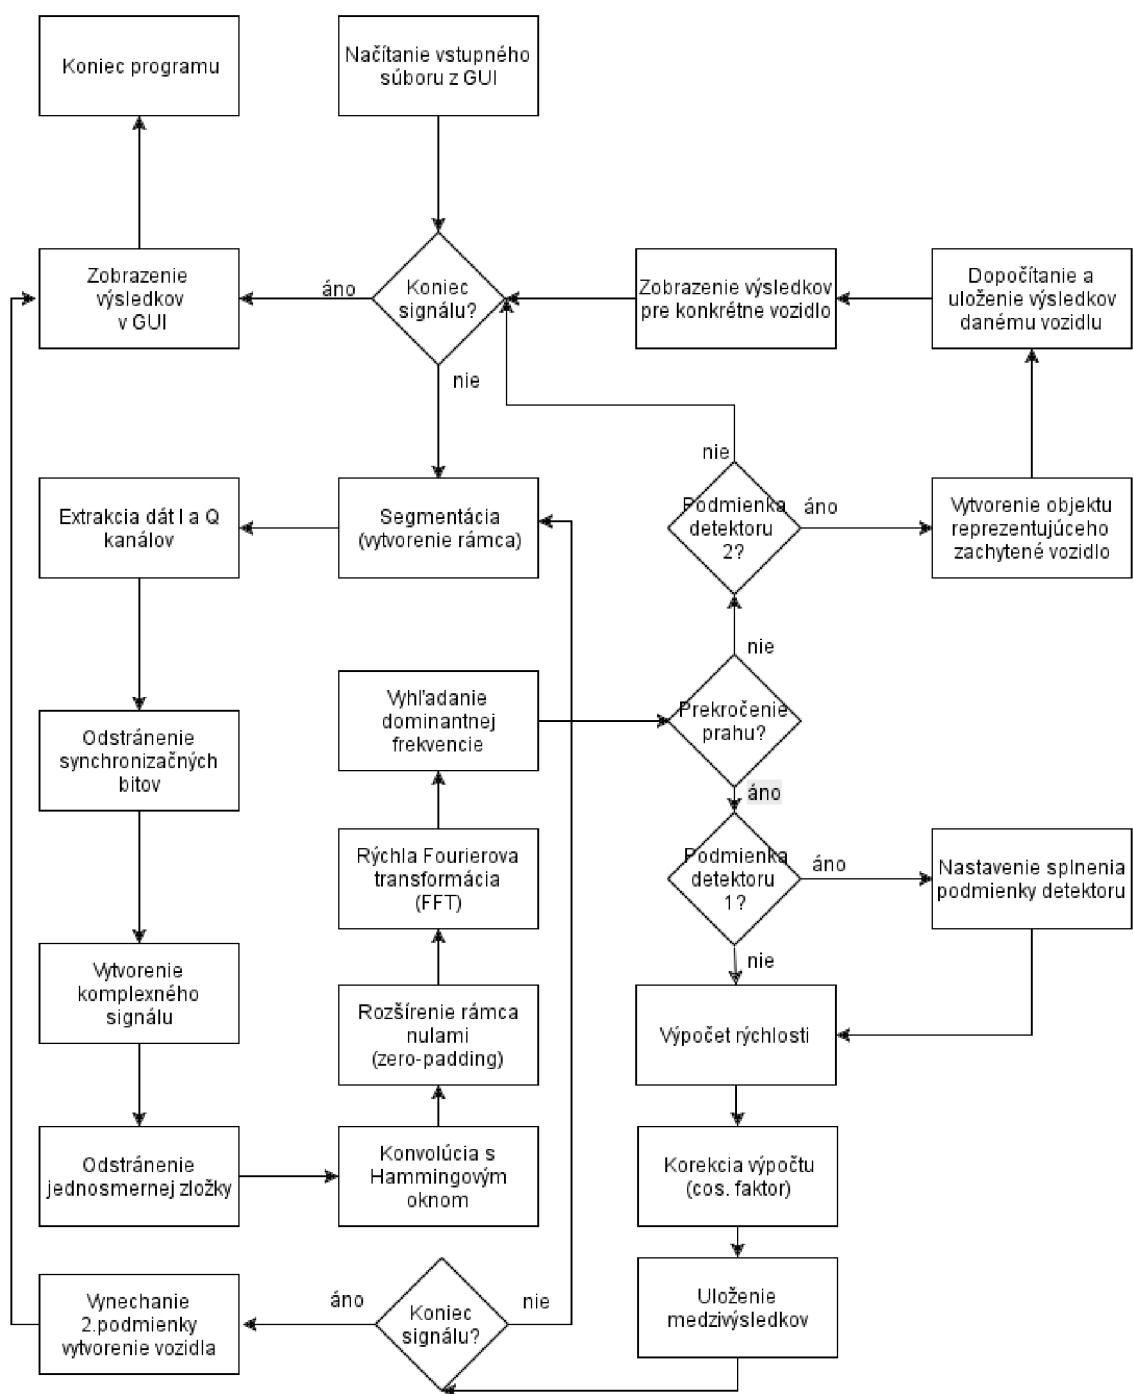 Koniec programu
Načítanie vstupného
súboru z GUI
Zobrazenie
výsledkov
v GUI
áno
Koniec
signálu?
nie
Zobrazenie výsledkov
pre konkrétne vozidlo
Dopočítanie a
uloženie výsledkov
danému vozidlu
nie
Extrakcia dát I a Q
kanálov
Segmentácia
(vytvorenie rámca)
Podmienka
detektoru
2?
áno
Vytvorenie objektu
reprezentujúceho
zachytené vozidlo
nie
Odstránenie
synchronizačných
bitov
Vyhľadanie
dominantnej
frekvencie
Prekročenie
prahu?
áno
Rýchla Fourierova
transformácia
(FFT)
Podmienka
detektoru
1?
áno
Nastavenie splnenia
podmienky detektoru
nie
Vytvorenie
komplexného
signálu
Rozšírenie rámca
nulami
(zero-padding)
Výpočet rýchlosti
Odstránenie
jednosmernej zložky
Konvolúcia s
Hammingovým
oknom
Korekcia výpočtu
(cos. faktor)
Vynechanie
2.podmienky
vytvorenie vozidla
áno
Koniec
signálu?
nie
Uloženie
medzivýsledkov